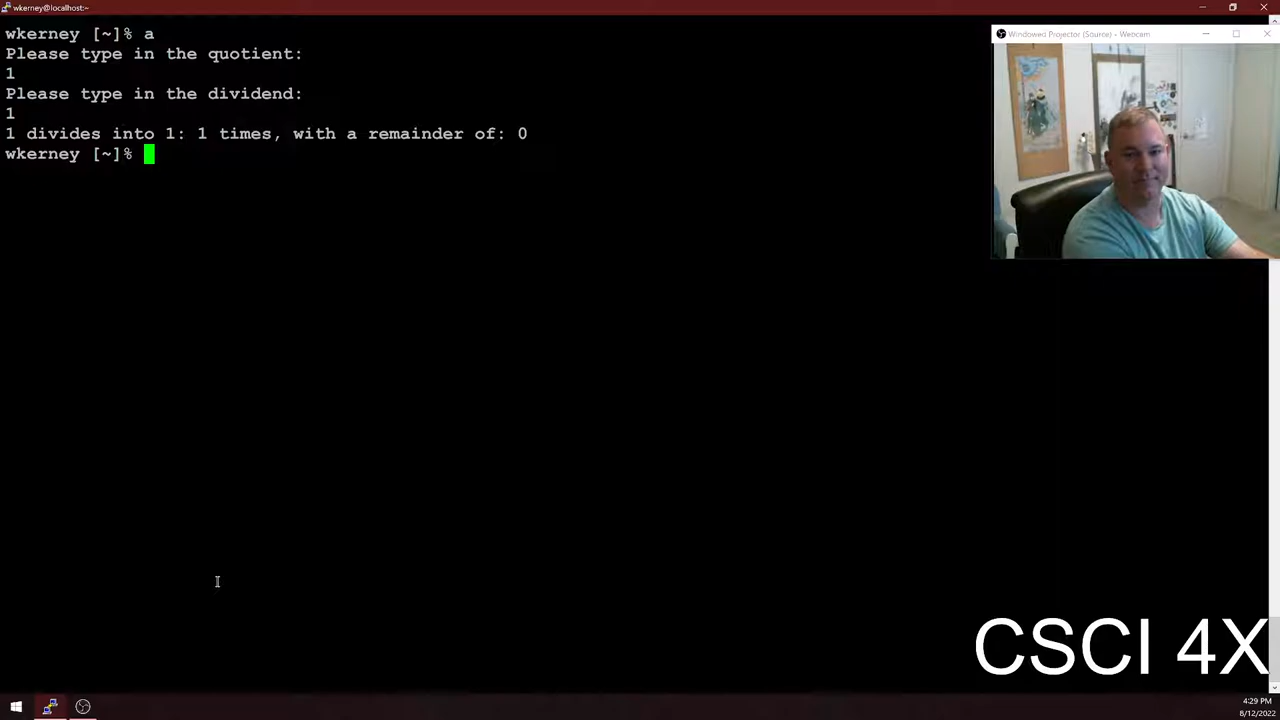 wkerney@localhost:~
wkerney [~]% a
Please type in the quotient:
1
Please type in the dividend:
1
1 divides into 1: 1 times, with a remainder of: 0
wkerney [~]%
Windowed Projector (Source) - Webcam
CSCI 4X
4:29 PM
8/12/2022